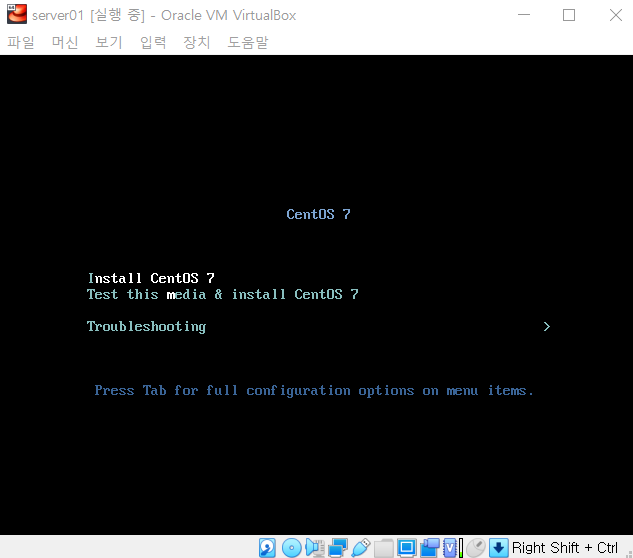 server01 [실행 중] - Oracle VM VirtualBox
파일 머신 보기 입력 장치 도움말
CentOS 7
Install CentOS 7
Test this media & install CentOS 7
Troubleshooting >
Press Tab for full configuration options on menu items.
Right Shift + Ctrl